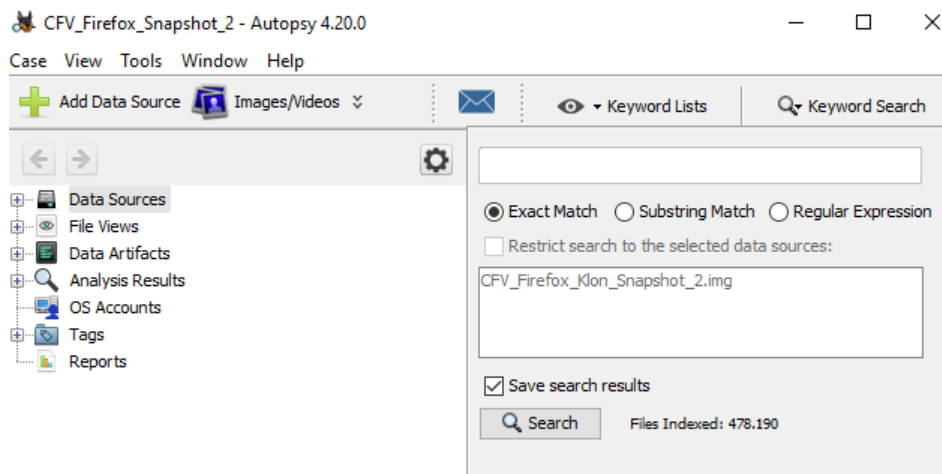 CFV_Firefox_Snapshot_2 - Autopsy 4.20.0
Case View Tools Window Help
Add Data Source Images/Videos Keyword Lists Keyword Search
Data Sources
File Views
Data Artifacts
Analysis Results
OS Accounts
Tags
Reports
Exact Match Substring Match Regular Expression
Restrict search to the selected data sources:
CFV_Firefox_Klon_Snapshot_2.img
Save search results
Search Files Indexed: 478.190